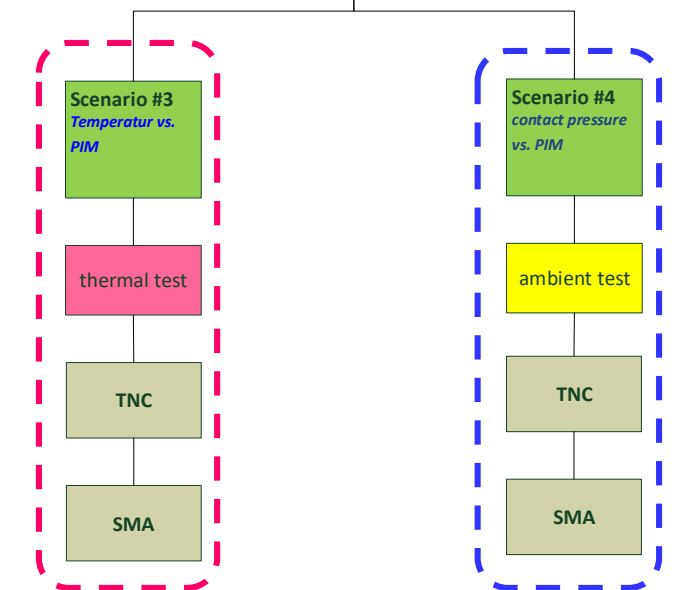 Scenario #3
Temperatur vs.
PIM
thermal test
TNC
SMA
Scenario #4
contact pressure
vs. PIM
ambient test
TNC
SMA